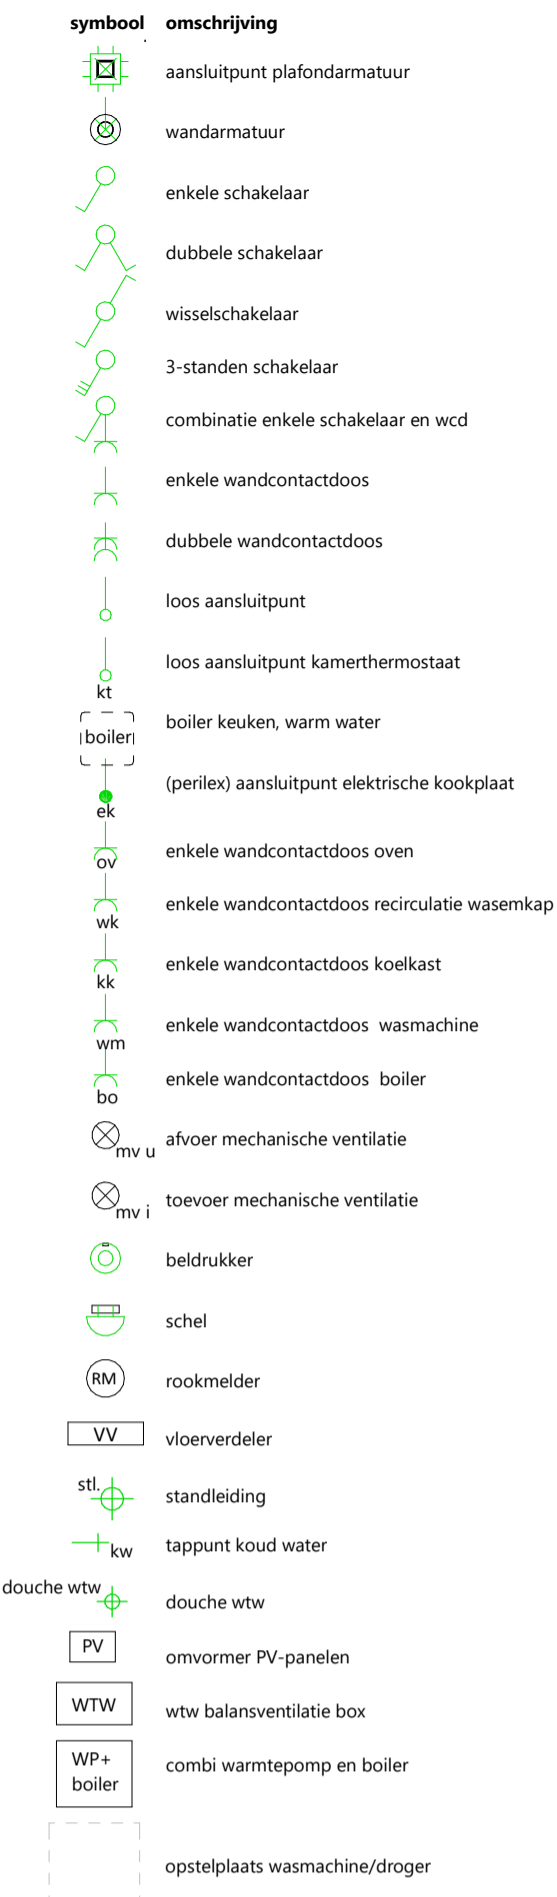 symbool omschrijving
aansluitpunt plafondarmatuur
wandarmatuur
enkele schakelaar
dubbele schakelaar
wisselschakelaar
3-standen schakelaar
combinatie enkele schakelaar en wcd
enkele wandcontactdoos
dubbele wandcontactdoos
loos aansluitpunt
loos aansluitpunt kamerthermostaat
kt
boiler keuken, warm water
boiler
(perilex) aansluitpunt elektrische kookplaat
ek
enkele wandcontactdoos oven
ov
enkele wandcontactdoos recirculatie wasemkap
wk
enkele wandcontactdoos koelkast
kk
enkele wandcontactdoos wasmachine
wm
enkele wandcontactdoos boiler
bo
afvoer mechanische ventilatie
mv u
toevoer mechanische ventilatie
mv i
beldrukker
schel
RM rookmelder
VV vloerverdeler
stl. standleiding
kw tappunt koud water
douche wtw douche wtw
PV omvormer PV-panelen
WTW wtw balansventilatie box
WP+ combi warmtepomp en boiler
boiler
opstelplaats wasmachine/droger